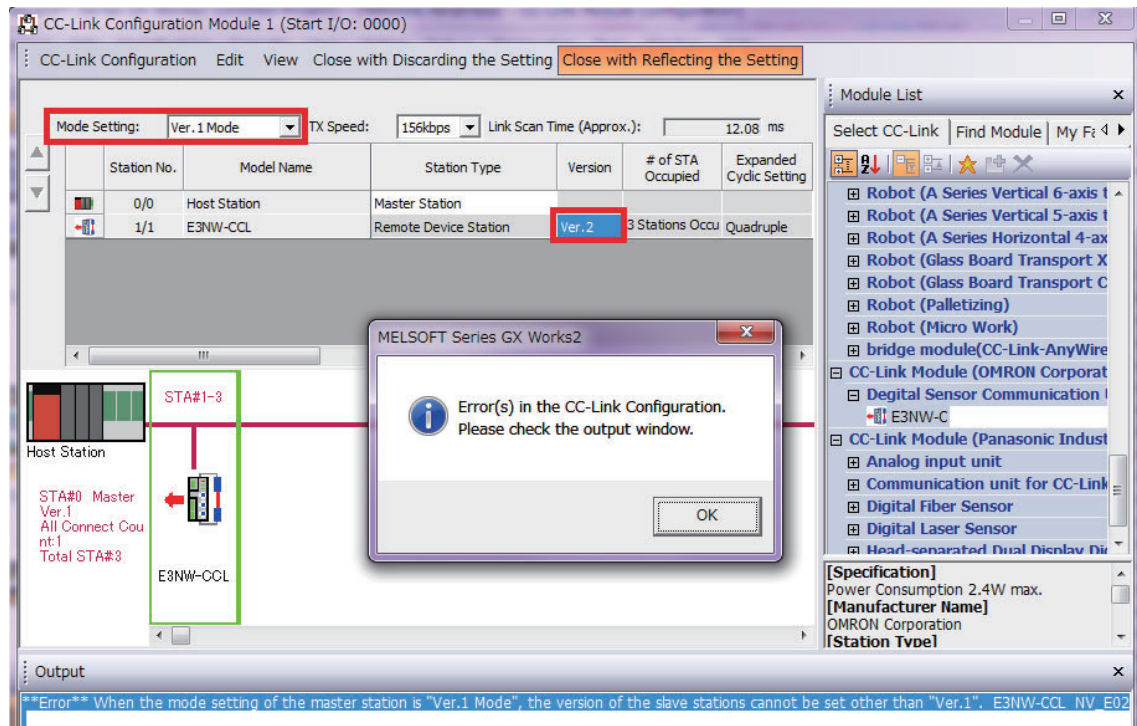 CC-Link Configuration Module 1 (Start I/O: 0000)
CC-Link Configuration Edit View Close with Discarding the Setting Close with Reflecting the Setting
Mode Setting: Ver.1 Mode TX Speed: 156kbps Link Scan Time (Approx.): 12.08 ms
Station No. Model Name Station Type Version # of STA Occupied Expanded Cyclic Setting
0/0 Host Station Master Station
1/1 E3NW-CCL Remote Device Station Ver.2 3 Stations Occu Quadruple
MELSOFT Series GX Works2
Error(s) in the CC-Link Configuration.
Please check the output window.
OK
STA#1-3
Host Station
STA#0 Master
Ver.1
All Connect Cou
nt:1
Total STA#3
E3NW-CCL
Module List
Select CC-Link Find Module My Fa
Robot (A Series Vertical 6-axis t
Robot (A Series Vertical 5-axis t
Robot (A Series Horizontal 4-ax
Robot (Glass Board Transport X
Robot (Glass Board Transport C
Robot (Palletizing)
Robot (Micro Work)
bridge module(CC-Link-AnyWire
CC-Link Module (OMRON Corporat
Degital Sensor Communication
E3NW-C
CC-Link Module (Panasonic Indust
Analog input unit
Communication unit for CC-Link
Digital Fiber Sensor
Digital Laser Sensor
Head-separated Dual Display Di
[Specification]
Power Consumption 2.4W max.
[Manufacturer Name]
OMRON Corporation
[Station Type]
Output
**Error** When the mode setting of the master station is "Ver.1 Mode", the version of the slave stations cannot be set other than "Ver.1". E3NW-CCL NV_E02